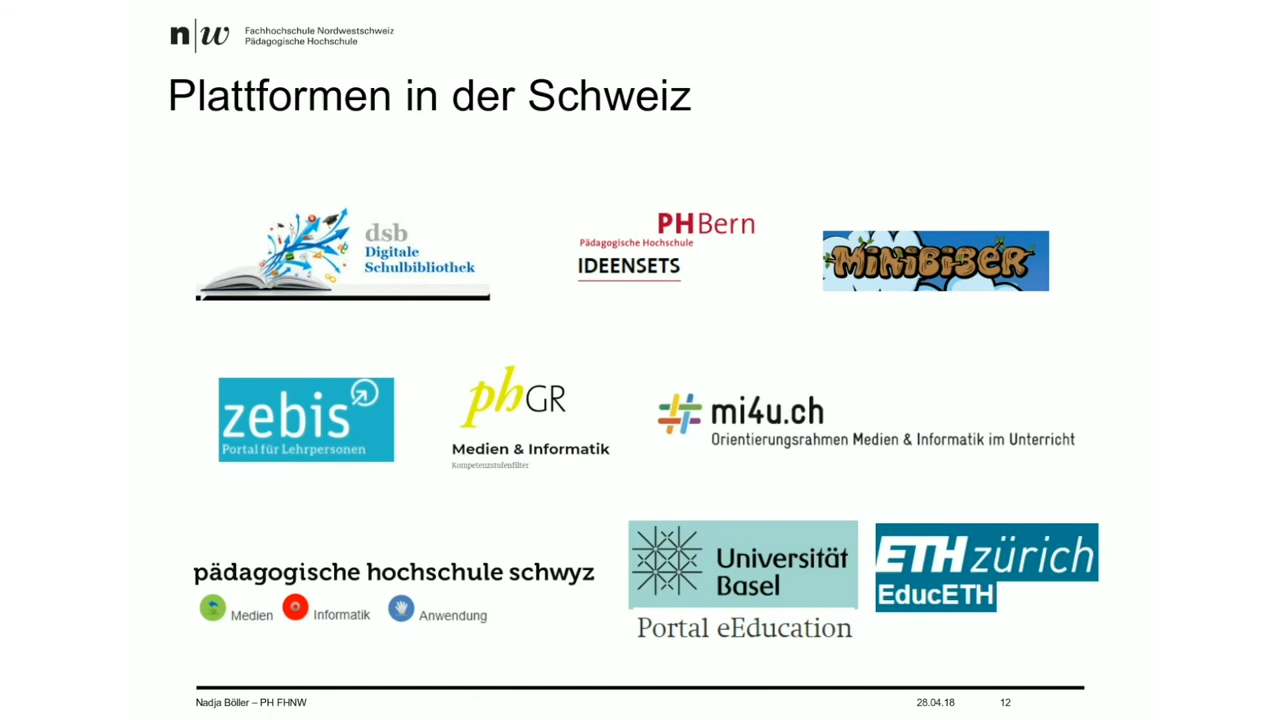 n|w Fachhochschule Nordwestschweiz
Pädagogische Hochschule
Plattformen in der Schweiz
dsb
Digitale
Schulbibliothek
PHBern
Pädagogische Hochschule
IDEENSETS
MiNiBiBER
zebis
Portal für Lehrpersonen
phGR
Medien & Informatik
Kompetenzstufenfilter
mi4u.ch
Orientierungsrahmen Medien & Informatik im Unterricht
pädagogische hochschule schwyz
Medien Informatik Anwendung
Universität
Basel
Portal eEducation
ETH zürich
EducETH
Nadja Böller – PH FHNW 28.04.18 12